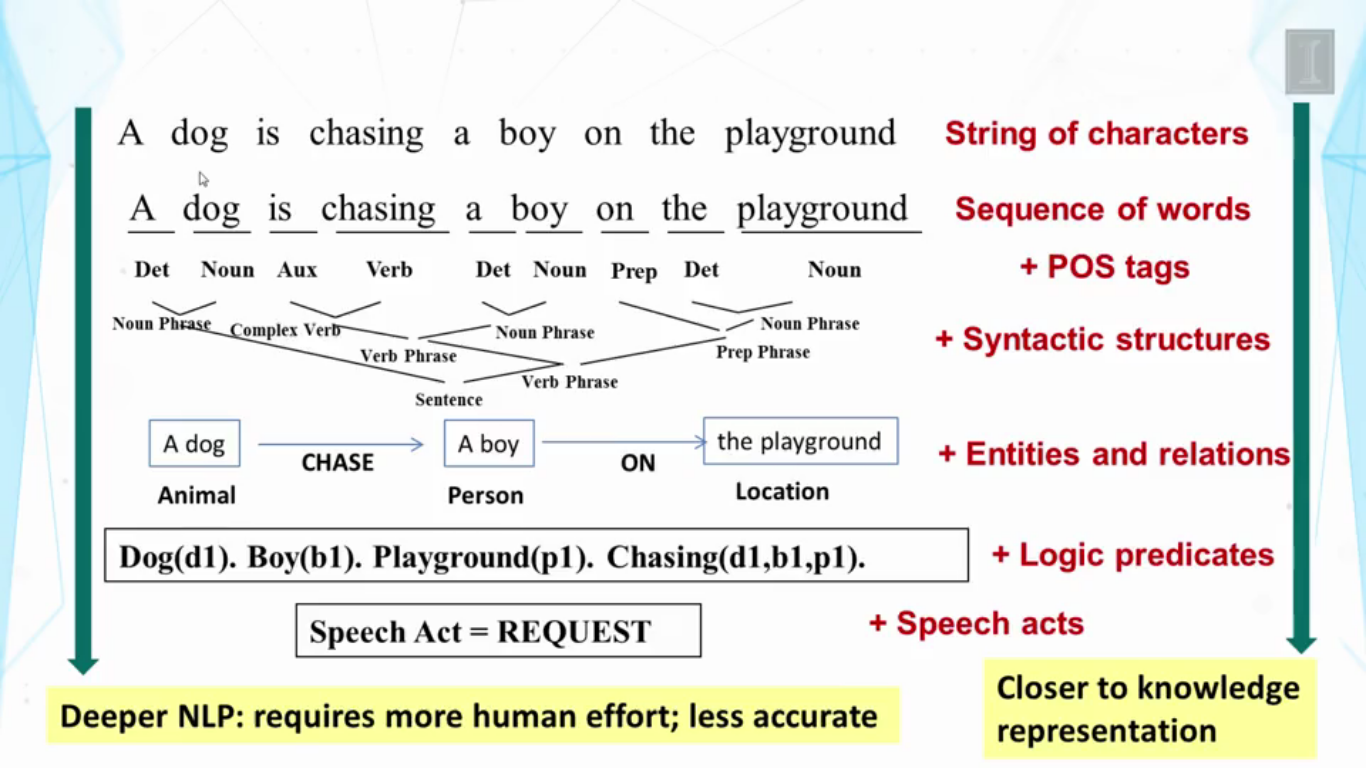 A dog is chasing a boy on the playground String of characters
A dog is chasing a boy on the playground Sequence of words
Det Noun Aux Verb Det Noun Prep Det Noun + POS tags
Noun Phrase Complex Verb Noun Phrase Noun Phrase
+ Syntactic structures
Verb Phrase Prep Phrase
Verb Phrase
Sentence
A dog A boy the playground
CHASE ON + Entities and relations
Animal Person Location
Dog(d1). Boy(b1). Playground(p1). Chasing(d1,b1,p1). + Logic predicates
Speech Act = REQUEST + Speech acts
Deeper NLP: requires more human effort; less accurate
Closer to knowledge
representation
I